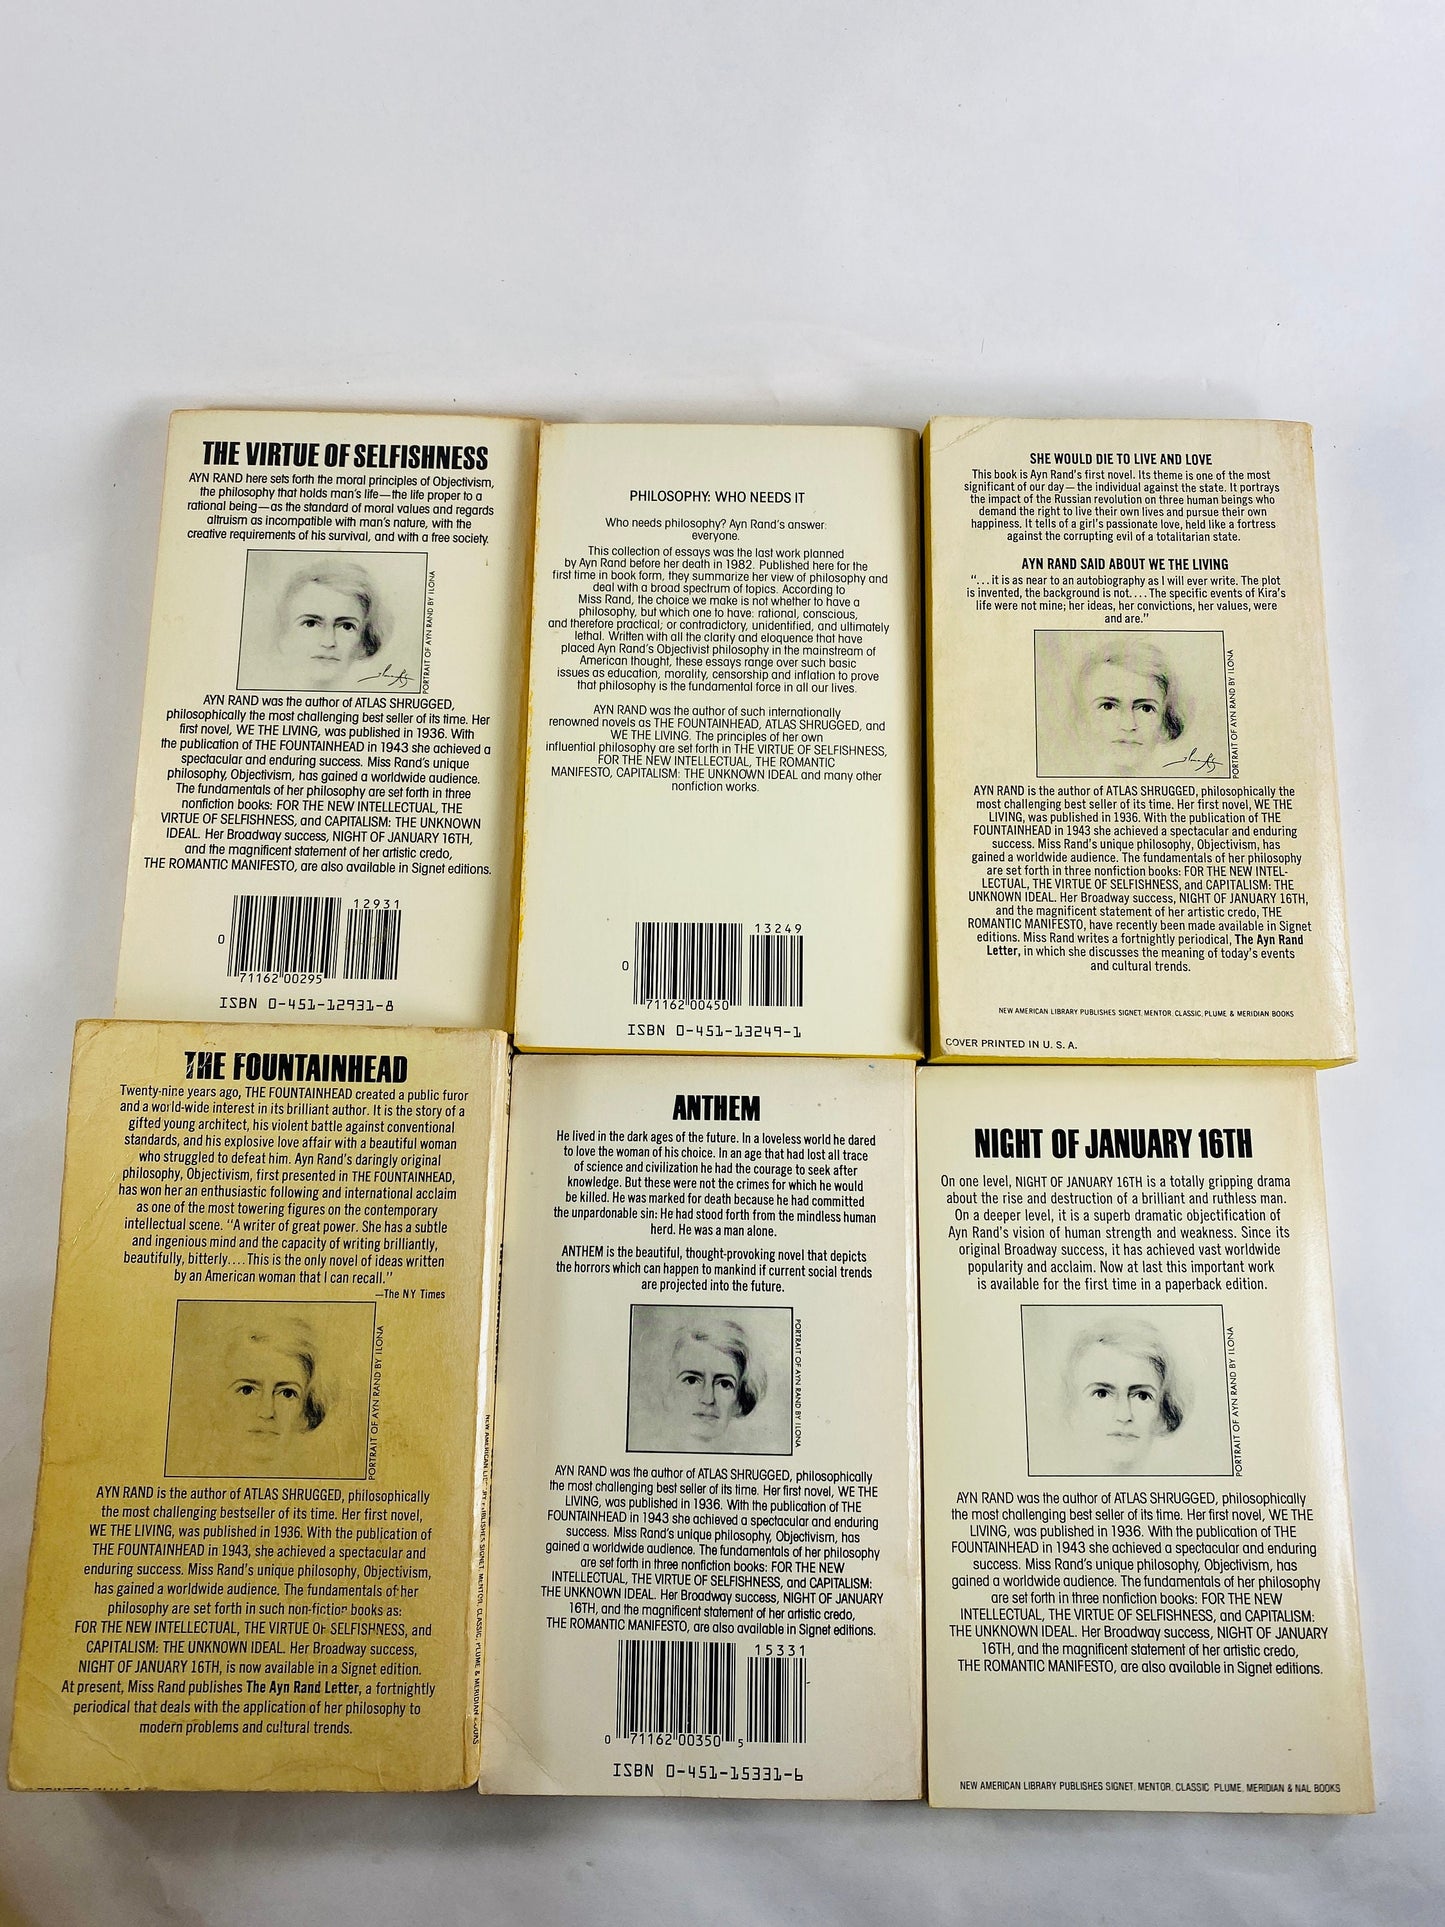 THE VIRTUE OF SELFISHNESS
AYN RAND here sets forth the moral principles of Objectivism,
the philosophy that holds man's life—the life proper to a
rational being—as the standard of moral values and regards
altruism as incompatible with man's nature, with the
creative requirements of his survival, and with a free society.
PORTRAIT OF AYN RAND BY ILONA
AYN RAND was the author of ATLAS SHRUGGED,
philosophically the most challenging best seller of its time. Her
first novel, WE THE LIVING, was published in 1936. With
the publication of THE FOUNTAINHEAD in 1943 she achieved a
spectacular and enduring success. Miss Rand's unique
philosophy, Objectivism, has gained a worldwide audience.
The fundamentals of her philosophy are set forth in three
nonfiction books: FOR THE NEW INTELLECTUAL, THE
VIRTUE OF SELFISHNESS, and CAPITALISM: THE UNKNOWN
IDEAL. Her Broadway success, NIGHT OF JANUARY 16TH,
and the magnificent statement of her artistic credo,
THE ROMANTIC MANIFESTO, are also available in Signet editions.
12931
0
71162 00295
ISBN 0-451-12931-8
PHILOSOPHY: WHO NEEDS IT
Who needs philosophy? Ayn Rand's answer:
everyone.
This collection of essays was the last work planned
by Ayn Rand before her death in 1982. Published here for the
first time in book form, they summarize her view of philosophy and
deal with a broad spectrum of topics. According to
Miss Rand, the choice we make is not whether to have a
philosophy, but which one to have: rational, conscious,
and therefore practical; or contradictory, unidentified, and ultimately
lethal. Written with all the clarity and eloquence that have
placed Ayn Rand's Objectivist philosophy in the mainstream of
American thought, these essays range over such basic
issues as education, morality, censorship and inflation to prove
that philosophy is the fundamental force in all our lives.
AYN RAND was the author of such internationally
renowned novels as THE FOUNTAINHEAD, ATLAS SHRUGGED, and
WE THE LIVING. The principles of her own
influential philosophy are set forth in THE VIRTUE OF SELFISHNESS,
FOR THE NEW INTELLECTUAL, THE ROMANTIC
MANIFESTO, CAPITALISM: THE UNKNOWN IDEAL and many other
nonfiction works.
13249
0
71162 00450
ISBN 0-451-13249-1
SHE WOULD DIE TO LIVE AND LOVE
This book is Ayn Rand's first novel. Its theme is one of the most
significant of our day—the individual against the state. It portrays
the impact of the Russian revolution on three human beings who
demand the right to live their own lives and pursue their own
happiness. It tells of a girl's passionate love, held like a fortress
against the corrupting evil of a totalitarian state.
AYN RAND SAID ABOUT WE THE LIVING
"...it is as near to an autobiography as I will ever write. The plot
is invented, the background is not.... The specific events of Kira's
life were not mine; her ideas, her convictions, her values, were
and are."
PORTRAIT OF AYN RAND BY ILONA
AYN RAND is the author of ATLAS SHRUGGED, philosophically the
most challenging best seller of its time. Her first novel, WE THE
LIVING, was published in 1936. With the publication of THE
FOUNTAINHEAD in 1943 she achieved a spectacular and enduring
success. Miss Rand's unique philosophy, Objectivism, has
gained a worldwide audience. The fundamentals of her philosophy
are set forth in three nonfiction books: FOR THE NEW INTEL-
LECTUAL, THE VIRTUE OF SELFISHNESS, and CAPITALISM: THE
UNKNOWN IDEAL. Her Broadway success, NIGHT OF JANUARY 16TH,
and the magnificent statement of her artistic credo, THE
ROMANTIC MANIFESTO, have recently been made available in Signet
editions. Miss Rand writes a fortnightly periodical, The Ayn Rand
Letter, in which she discusses the meaning of today's events
and cultural trends.
NEW AMERICAN LIBRARY PUBLISHES SIGNET, MENTOR, CLASSIC, PLUME & MERIDIAN BOOKS
COVER PRINTED IN U. S. A.
THE FOUNTAINHEAD
Twenty-nine years ago, THE FOUNTAINHEAD created a public furor
and a world-wide interest in its brilliant author. It is the story of a
gifted young architect, his violent battle against conventional
standards, and his explosive love affair with a beautiful woman
who struggled to defeat him. Ayn Rand's daringly original
philosophy, Objectivism, first presented in THE FOUNTAINHEAD,
has won her an enthusiastic following and international acclaim
as one of the most towering figures on the contemporary
intellectual scene. "A writer of great power. She has a subtle
and ingenious mind and the capacity of writing brilliantly,
beautifully, bitterly.... This is the only novel of ideas written
by an American woman that I can recall."
—The NY Times
PORTRAIT OF AYN RAND BY ILONA
AYN RAND is the author of ATLAS SHRUGGED, philosophically
the most challenging bestseller of its time. Her first novel,
WE THE LIVING, was published in 1936. With the publication of
THE FOUNTAINHEAD in 1943, she achieved a spectacular and
enduring success. Miss Rand's unique philosophy, Objectivism,
has gained a worldwide audience. The fundamentals of her
philosophy are set forth in such non-fiction books as:
FOR THE NEW INTELLECTUAL, THE VIRTUE OF SELFISHNESS, and
CAPITALISM: THE UNKNOWN IDEAL. Her Broadway success,
NIGHT OF JANUARY 16TH, is now available in a Signet edition.
At present, Miss Rand publishes The Ayn Rand Letter, a fortnightly
periodical that deals with the application of her philosophy to
modern problems and cultural trends.
PUBLISHES SIGNET, MENTOR, CLASSIC, PLUME & MERIDIAN BOOKS
ANTHEM
He lived in the dark ages of the future. In a loveless world he dared
to love the woman of his choice. In an age that had lost all trace
of science and civilization he had the courage to seek after
knowledge. But these were not the crimes for which he would
be killed. He was marked for death because he had committed
the unpardonable sin: He had stood forth from the mindless human
herd. He was a man alone.
ANTHEM is the beautiful, thought-provoking novel that depicts
the horrors which can happen to mankind if current social trends
are projected into the future.
PORTRAIT OF AYN RAND BY ILONA
AYN RAND was the author of ATLAS SHRUGGED, philosophically
the most challenging best seller of its time. Her first novel, WE THE
LIVING, was published in 1936. With the publication of THE
FOUNTAINHEAD in 1943 she achieved a spectacular and enduring
success. Miss Rand's unique philosophy, Objectivism, has
gained a worldwide audience. The fundamentals of her philosophy
are set forth in three nonfiction books: FOR THE NEW
INTELLECTUAL, THE VIRTUE OF SELFISHNESS, and CAPITALISM:
THE UNKNOWN IDEAL. Her Broadway success, NIGHT OF JANUARY
16TH, and the magnificent statement of her artistic credo,
THE ROMANTIC MANIFESTO, are also available in Signet editions.
15331
0 71162 00350 5
ISBN 0-451-15331-6
NIGHT OF JANUARY 16TH
On one level, NIGHT OF JANUARY 16TH is a totally gripping drama
about the rise and destruction of a brilliant and ruthless man.
On a deeper level, it is a superb dramatic objectification of
Ayn Rand's vision of human strength and weakness. Since its
original Broadway success, it has achieved vast worldwide
popularity and acclaim. Now at last this important work
is available for the first time in a paperback edition.
PORTRAIT OF AYN RAND BY ILONA
AYN RAND was the author of ATLAS SHRUGGED, philosophically
the most challenging best seller of its time. Her first novel, WE THE
LIVING, was published in 1936. With the publication of THE
FOUNTAINHEAD in 1943 she achieved a spectacular and enduring
success. Miss Rand's unique philosophy, Objectivism, has
gained a worldwide audience. The fundamentals of her philosophy
are set forth in three nonfiction books: FOR THE NEW
INTELLECTUAL, THE VIRTUE OF SELFISHNESS, and CAPITALISM:
THE UNKNOWN IDEAL. Her Broadway success, NIGHT OF JANUARY
16TH, and the magnificent statement of her artistic credo,
THE ROMANTIC MANIFESTO, are also available in Signet editions.
NEW AMERICAN LIBRARY PUBLISHES SIGNET, MENTOR, CLASSIC, PLUME, MERIDIAN & NAL BOOKS